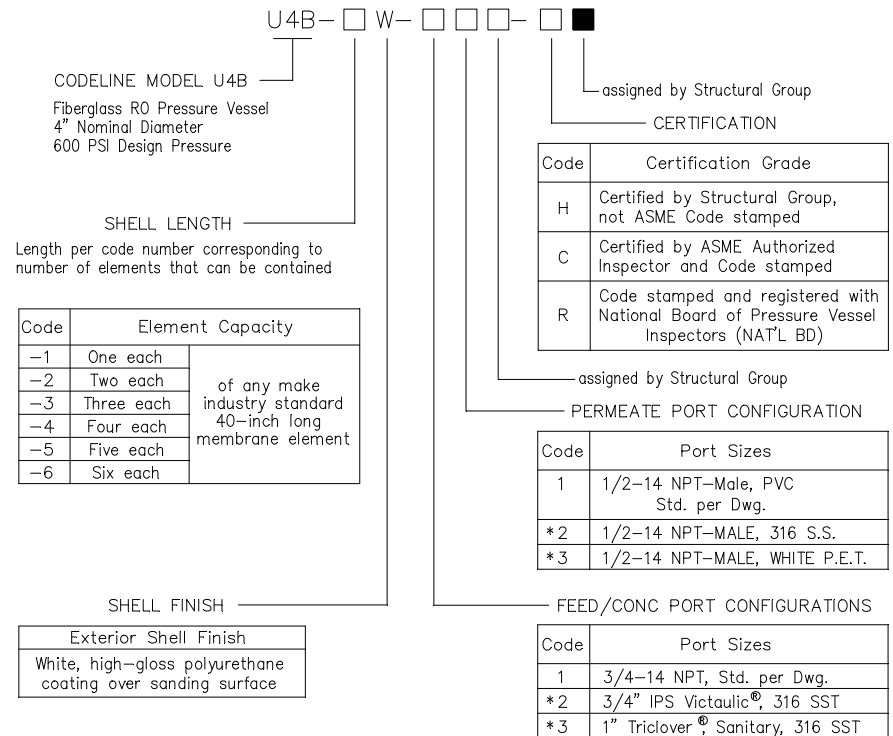 U4B– W– –
CODELINE MODEL U4B
Fiberglass RO Pressure Vessel
4" Nominal Diameter
600 PSI Design Pressure
SHELL LENGTH
Length per code number corresponding to
number of elements that can be contained
Code Element Capacity
–1 One each
–2 Two each
–3 Three each
–4 Four each
–5 Five each
–6 Six each
of any make
industry standard
40–inch long
membrane element
SHELL FINISH
Exterior Shell Finish
White, high–gloss polyurethane
coating over sanding surface
assigned by Structural Group
CERTIFICATION
Code Certification Grade
H Certified by Structural Group,
not ASME Code stamped
C Certified by ASME Authorized
Inspector and Code stamped
R Code stamped and registered with
National Board of Pressure Vessel
Inspectors (NAT'L BD)
assigned by Structural Group
PERMEATE PORT CONFIGURATION
Code Port Sizes
1 1/2–14 NPT–Male, PVC
Std. per Dwg.
*2 1/2–14 NPT–MALE, 316 S.S.
*3 1/2–14 NPT–MALE, WHITE P.E.T.
FEED/CONC PORT CONFIGURATIONS
Code Port Sizes
1 3/4–14 NPT, Std. per Dwg.
*2 3/4" IPS Victaulic®, 316 SST
*3 1" Triclover®, Sanitary, 316 SST